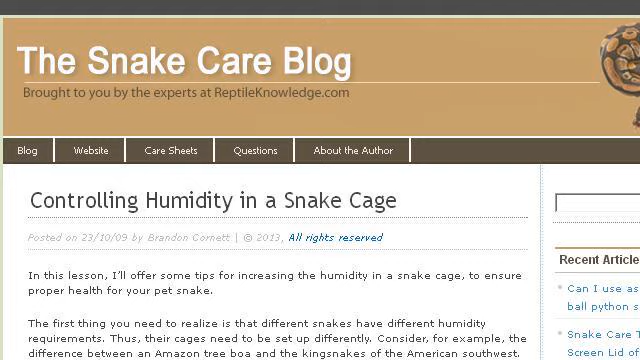 The Snake Care Blog
Brought to you by the experts at ReptileKnowledge.com
Blog
Website
Care Sheets
Questions
About the Author
Controlling Humidity in a Snake Cage
Posted on 23/10/09 by Brandon Cornett | © 2013, All rights reserved
In this lesson, I'll offer some tips for increasing the humidity in a snake cage, to ensure
proper health for your pet snake.
The first thing you need to realize is that different snakes have different humidity
requirements. Thus, their cages need to be set up differently. Consider, for example, the
difference between an Amazon tree boa and the kingsnakes of the American southwest.
Recent Article
Can I use as
ball python s
Snake Care T
Screen Lid on